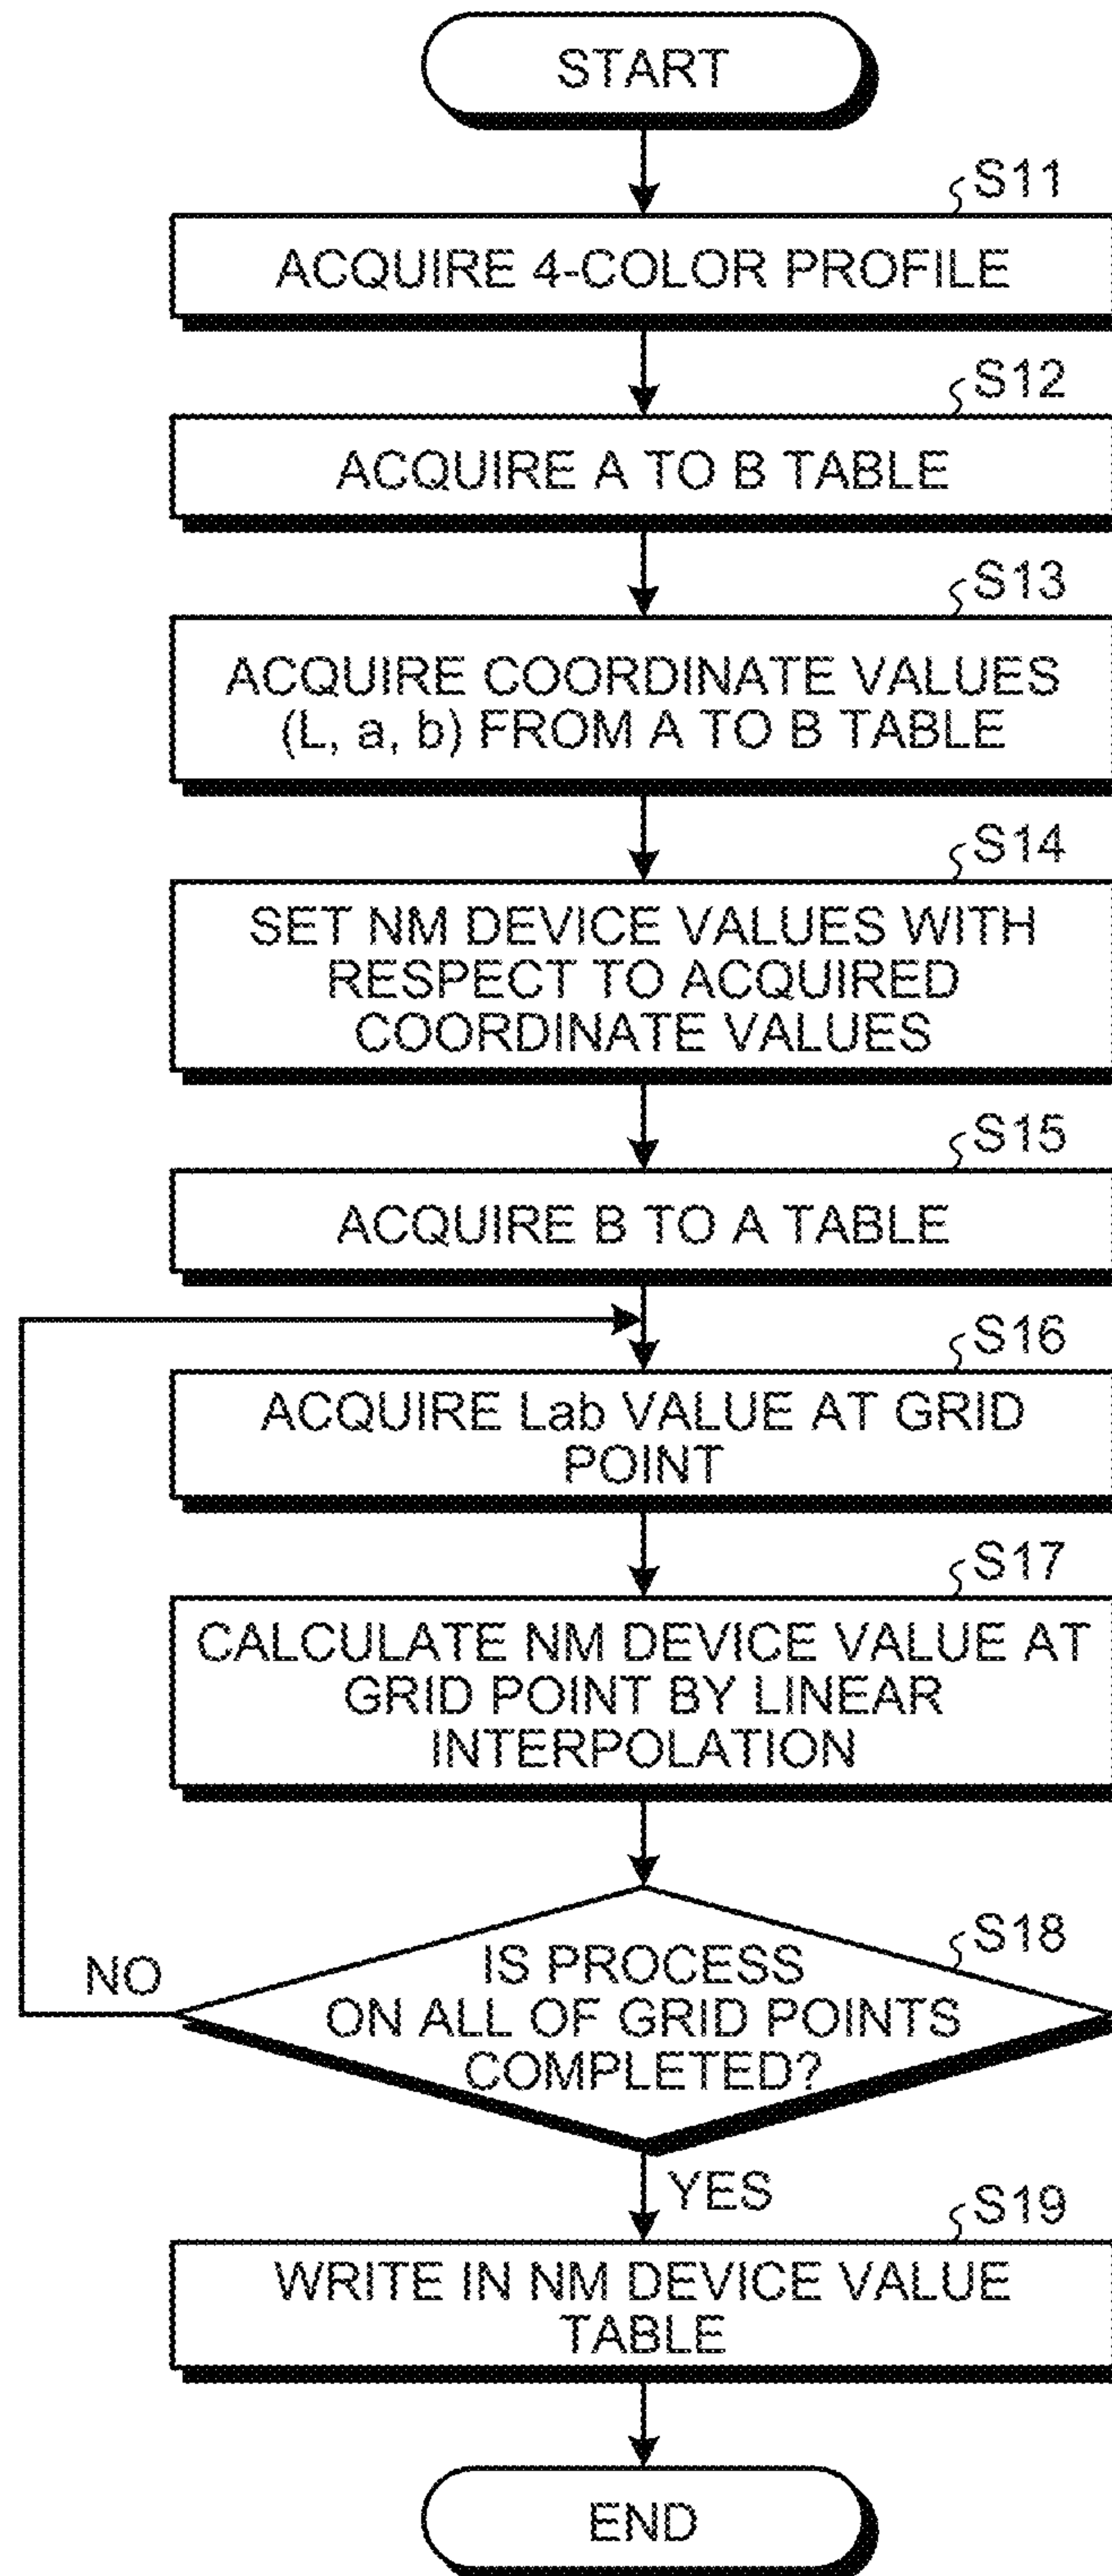 START
S11
ACQUIRE 4-COLOR PROFILE
S12
ACQUIRE A TO B TABLE
S13
ACQUIRE COORDINATE VALUES
(L, a, b) FROM A TO B TABLE
S14
SET NM DEVICE VALUES WITH
RESPECT TO ACQUIRED
COORDINATE VALUES
S15
ACQUIRE B TO A TABLE
S16
ACQUIRE Lab VALUE AT GRID
POINT
S17
CALCULATE NM DEVICE VALUE AT
GRID POINT BY LINEAR
INTERPOLATION
S18
NO
IS PROCESS
ON ALL OF GRID POINTS
COMPLETED?
YES
S19
WRITE IN NM DEVICE VALUE
TABLE
END